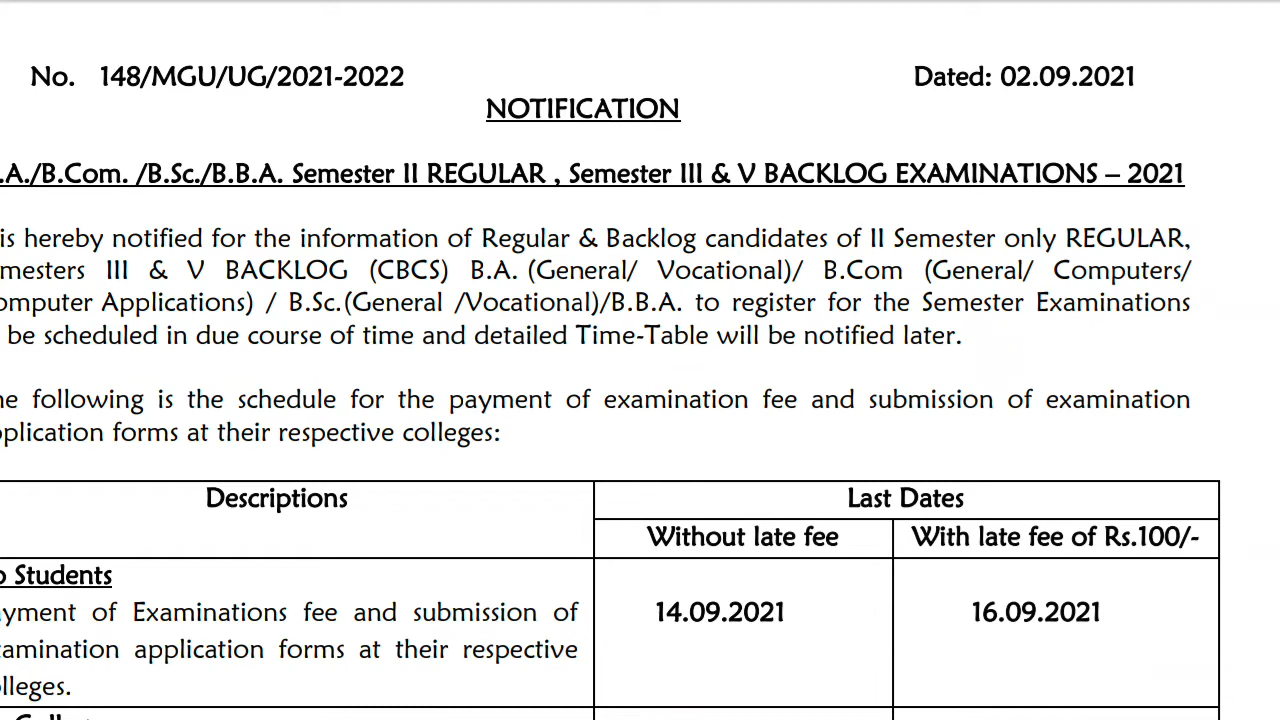 No. 148/MGU/UG/2021-2022 Dated: 02.09.2021
NOTIFICATION
.A./B.Com. /B.Sc./B.B.A. Semester II REGULAR , Semester III & V BACKLOG EXAMINATIONS – 2021
is hereby notified for the information of Regular & Backlog candidates of II Semester only REGULAR,
mesters III & V BACKLOG (CBCS) B.A. (General/ Vocational)/ B.Com (General/ Computers/
omputer Applications) / B.Sc.(General /Vocational)/B.B.A. to register for the Semester Examinations
be scheduled in due course of time and detailed Time-Table will be notified later.
he following is the schedule for the payment of examination fee and submission of examination
pplication forms at their respective colleges:
Descriptions Last Dates
Without late fee With late fee of Rs.100/-
o Students
ayment of Examinations fee and submission of 14.09.2021 16.09.2021
amination application forms at their respective
lleges.